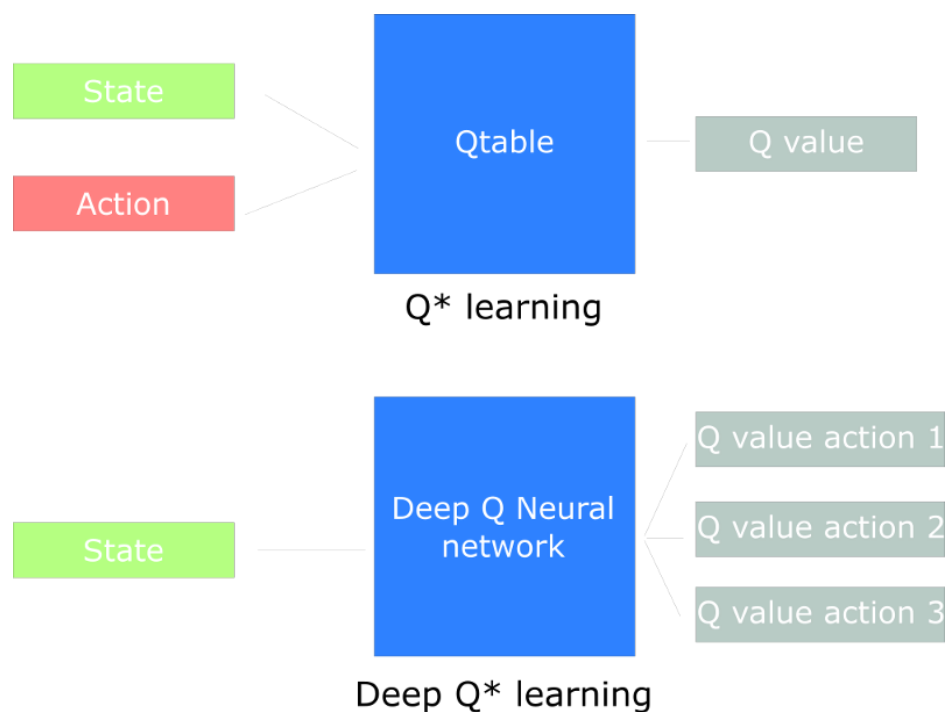 State
Action
Qtable
Q value
Q* learning
State
Deep Q Neural
network
Q value action 1
Q value action 2
Q value action 3
Deep Q* learning